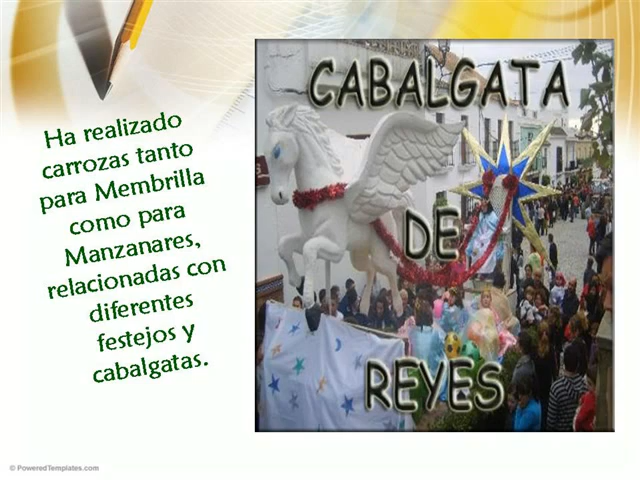 Ha realizado
carrozas tanto
para Membrilla
como para
Manzanares,
relacionadas con
diferentes
festejos y
cabalgatas.
CABALGATA
DE
REYES
© PoweredTemplates.com